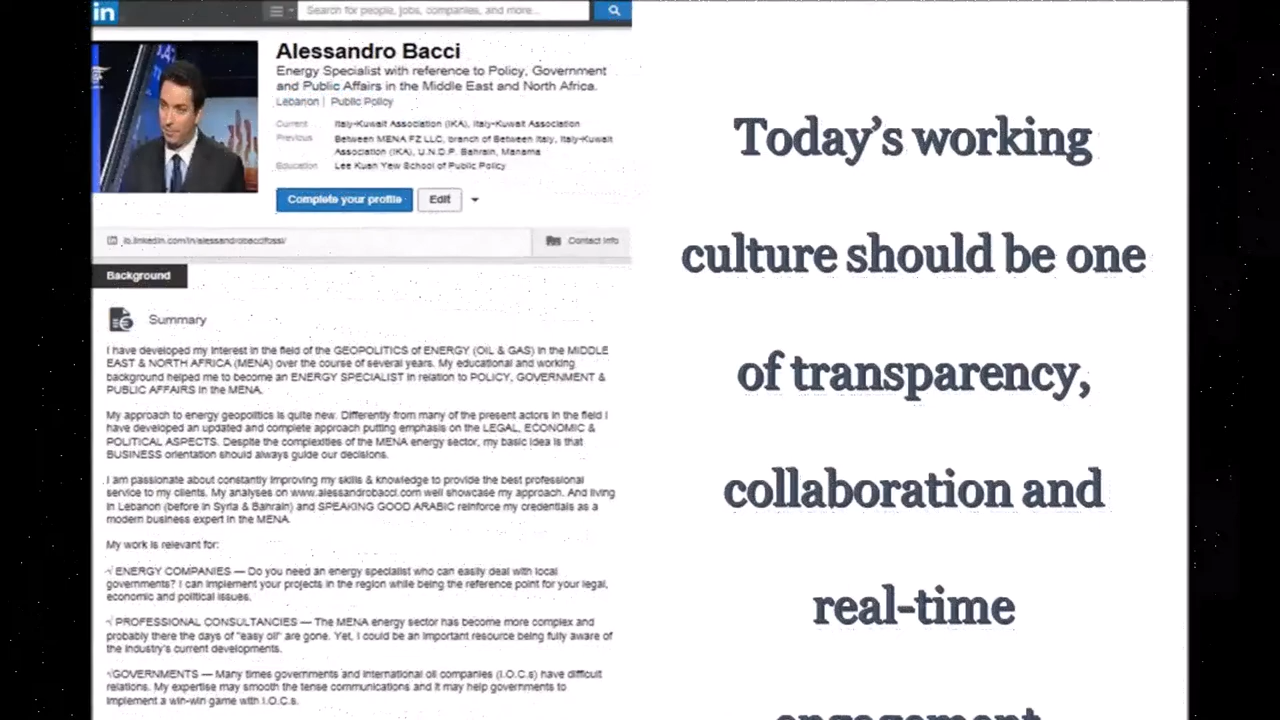 in
Search for people, jobs, companies, and more...
Alessandro Bacci
Energy Specialist with reference to Policy, Government
and Public Affairs in the Middle East and North Africa.
Lebanon | Public Policy
Current Italy-Kuwait Association (IKA), Italy-Kuwait Association
Previous Between MENA FZ LLC, branch of Between Italy, Italy-Kuwait
Association (IKA), U.N.D.P. Bahrain, Manama
Education Lee Kuan Yew School of Public Policy
Complete your profile Edit
lb.linkedin.com/in/alessandrobaccifossi/ Contact Info
Background
Summary
I have developed my interest in the field of the GEOPOLITICS of ENERGY (OIL & GAS) in the MIDDLE
EAST & NORTH AFRICA (MENA) over the course of several years. My educational and working
background helped me to become an ENERGY SPECIALIST in relation to POLICY, GOVERNMENT &
PUBLIC AFFAIRS in the MENA.
My approach to energy geopolitics is quite new. Differently from many of the present actors in the field I
have developed an updated and complete approach putting emphasis on the LEGAL, ECONOMIC &
POLITICAL ASPECTS. Despite the complexities of the MENA energy sector, my basic idea is that
BUSINESS orientation should always guide our decisions.
I am passionate about constantly improving my skills & knowledge to provide the best professional
service to my clients. My analyses on www.alessandrobacci.com well showcase my approach. And living
in Lebanon (before in Syria & Bahrain) and SPEAKING GOOD ARABIC reinforce my credentials as a
modern business expert in the MENA.
My work is relevant for:
√ ENERGY COMPANIES — Do you need an energy specialist who can easily deal with local
governments? I can implement your projects in the region while being the reference point for your legal,
economic and political issues.
√ PROFESSIONAL CONSULTANCIES — The MENA energy sector has become more complex and
probably there the days of "easy oil" are gone. Yet, I could be an important resource being fully aware of
the industry's current developments.
√GOVERNMENTS — Many times governments and international oil companies (I.O.C.s) have difficult
relations. My expertise may smooth the tense communications and it may help governments to
implement a win-win game with I.O.C.s.
Today's working
culture should be one
of transparency,
collaboration and
real-time
engagement